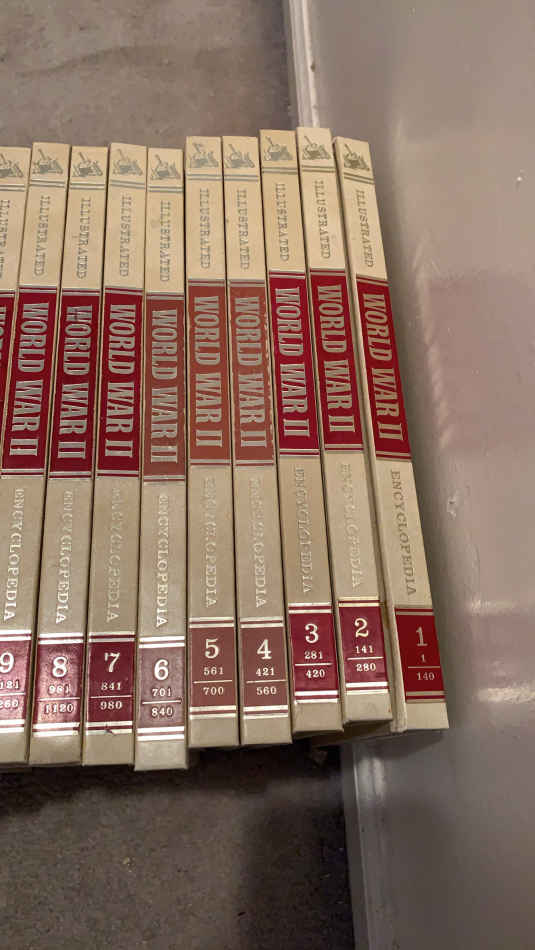 ILLUSTRATED
WORLD WAR II
ENCYCLOPEDIA
9
ILLUSTRATED
WORLD WAR II
ENCYCLOPEDIA
8
981
1120
ILLUSTRATED
WORLD WAR II
ENCYCLOPEDIA
7
841
980
ILLUSTRATED
WORLD WAR II
ENCYCLOPEDIA
6
701
840
ILLUSTRATED
WORLD WAR II
ENCYCLOPEDIA
5
561
700
ILLUSTRATED
WORLD WAR II
ENCYCLOPEDIA
4
421
560
ILLUSTRATED
WORLD WAR II
ENCYCLOPEDIA
3
281
420
ILLUSTRATED
WORLD WAR II
ENCYCLOPEDIA
2
141
280
ILLUSTRATED
WORLD WAR II
ENCYCLOPEDIA
1
1
140